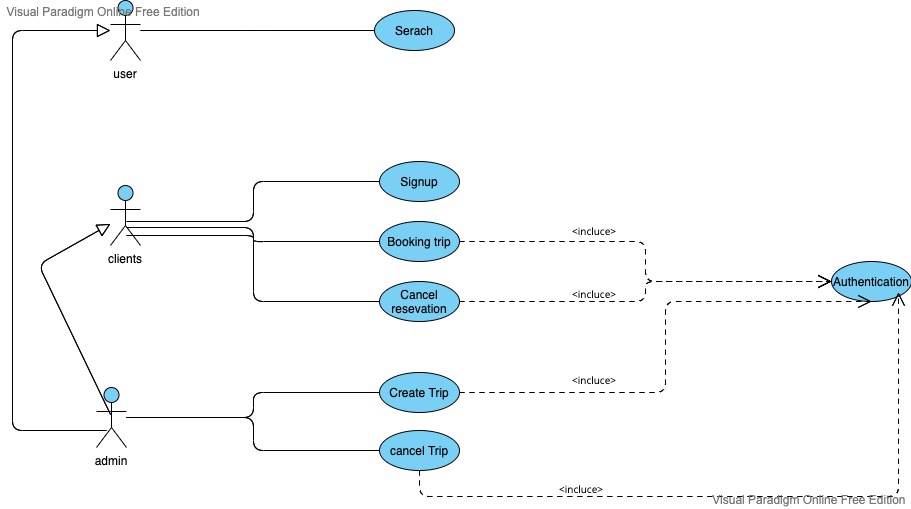 Visual Paradigm Online Free Edition
Serach
user
Signup
<incluce>
Booking trip
clients
Authentication
<incluce>
Cancel
resevation
<incluce>
Create Trip
cancel Trip
admin
<incluce>
Visual Paradigm Online Free Edition